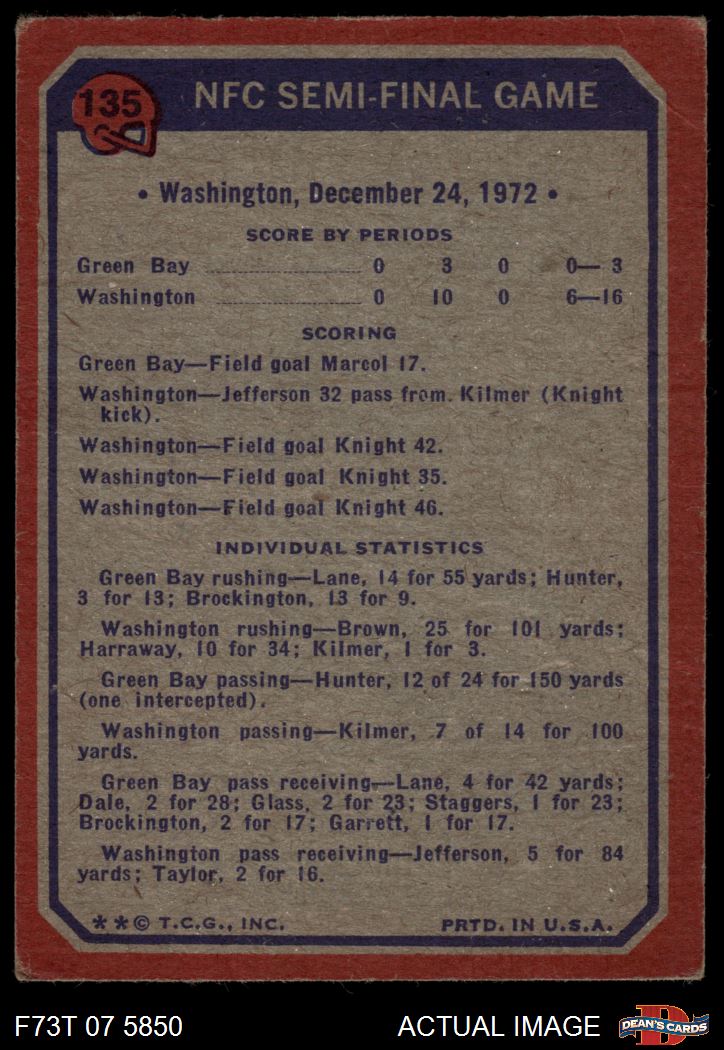 135
NFC SEMI-FINAL GAME
• Washington, December 24, 1972 •
SCORE BY PERIODS
Green Bay ........................ 0 3 0 0— 3
Washington ...................... 0 10 0 6—16
SCORING
Green Bay—Field goal Marcol 17.
Washington—Jefferson 32 pass from. Kilmer (Knight
kick).
Washington—Field goal Knight 42.
Washington—Field goal Knight 35.
Washington—Field goal Knight 46.
INDIVIDUAL STATISTICS
Green Bay rushing—Lane, 14 for 55 yards; Hunter,
3 for 13; Brockington, 13 for 9.
Washington rushing—Brown, 25 for 101 yards;
Harraway, 10 for 34; Kilmer, 1 for 3.
Green Bay passing—Hunter, 12 of 24 for 150 yards
(one intercepted).
Washington passing—Kilmer, 7 of 14 for 100
yards.
Green Bay pass receiving—Lane, 4 for 42 yards;
Dale, 2 for 28; Glass, 2 for 23; Staggers, 1 for 23;
Brockington, 2 for 17; Garrett, 1 for 17.
Washington pass receiving—Jefferson, 5 for 84
yards; Taylor, 2 for 16.
**© T.C.G., INC. PRTD. IN U.S.A.
F73T 07 5850 ACTUAL IMAGE
D DEAN'S CARDS